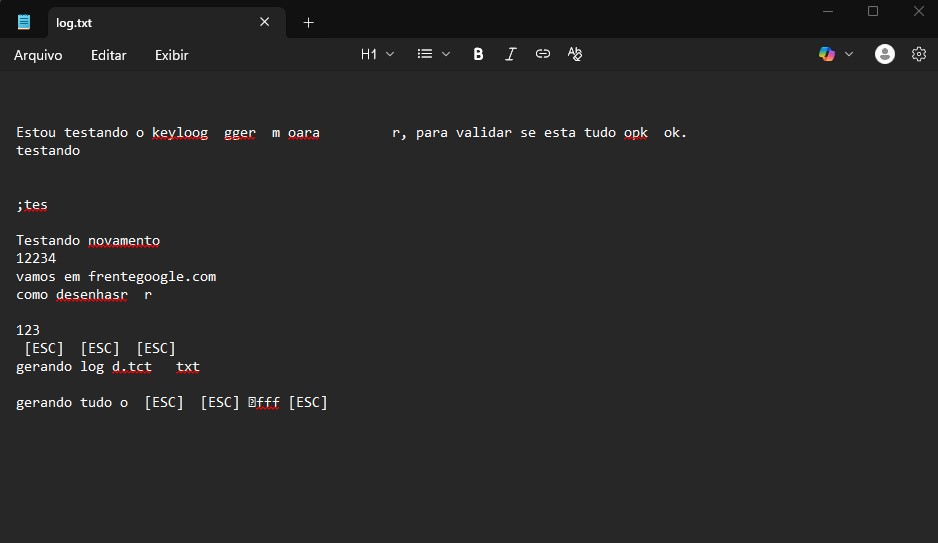 log.txt
Arquivo Editar Exibir H1 B I
Estou testando o keyloog  gger  m oara         r, para validar se esta tudo opk  ok.
testando
;tes
Testando novamento
12234
vamos em frentegoogle.com
como desenhasr  r
123
 [ESC]  [ESC]  [ESC]
gerando log d.tct   txt
gerando tudo o  [ESC]  [ESC] fff [ESC]